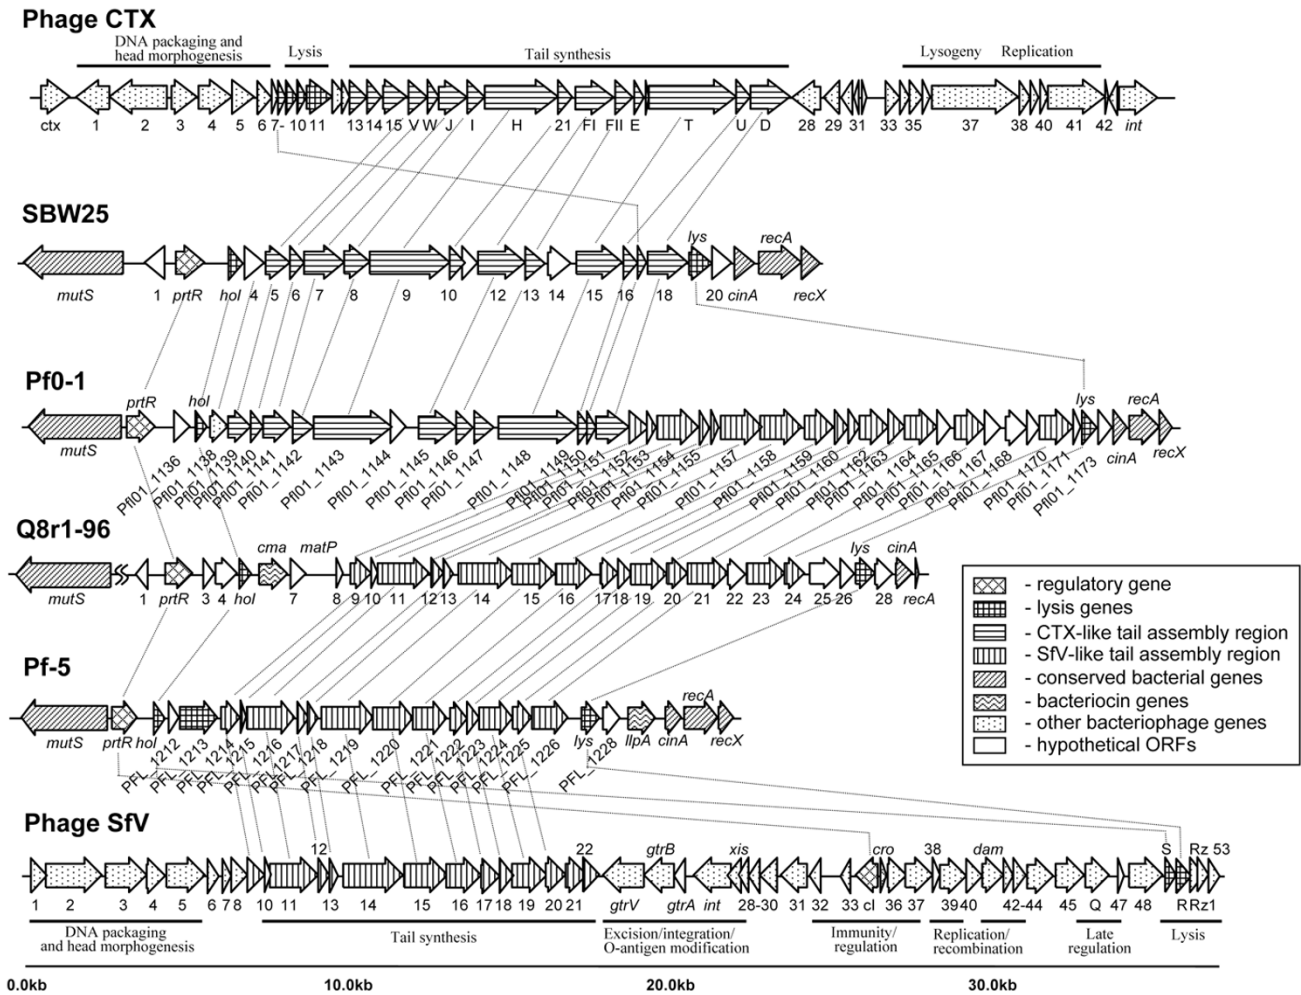 Phage CTX
DNA packaging and
head morphogenesis
Lysis
Tail synthesis
Lysogeny
Replication
ctx 1 2 3 4 5 6 7- 10 11 13 14 15 V W J I H 21 FI FII E T U D 28 29 31 33 35 37 38 40 41 42 int
SBW25
lys recA
mutS 1 prtR hol 4 5 6 7 8 9 10 12 13 14 15 16 18 20 cinA recX
Pf0-1
prtR hol lys recA
mutS cinA recX
Pfl01_1136
Pfl01_1138
Pfl01_1139
Pfl01_1140
Pfl01_1141
Pfl01_1142
Pfl01_1143
Pfl01_1144
Pfl01_1145
Pfl01_1146
Pfl01_1147
Pfl01_1148
Pfl01_1149
Pfl01_1150
Pfl01_1151
Pfl01_1152
Pfl01_1153
Pfl01_1154
Pfl01_1155
Pfl01_1157
Pfl01_1158
Pfl01_1159
Pfl01_1160
Pfl01_1162
Pfl01_1163
Pfl01_1164
Pfl01_1165
Pfl01_1166
Pfl01_1167
Pfl01_1168
Pfl01_1170
Pfl01_1171
Pfl01_1173
Q8r1-96
cma matP lys cinA
mutS 1 prtR 3 4 hol 7 8 9 10 11 12 13 14 15 16 17 18 19 20 21 22 23 24 25 26 28 recA
Pf-5
recA
mutS prtR hol lys llpA cinA recX
PFL_1212
PFL_1213
PFL_1214
PFL_1215
PFL_1216
PFL_1217
PFL_1218
PFL_1219
PFL_1220
PFL_1221
PFL_1222
PFL_1223
PFL_1224
PFL_1225
PFL_1226
PFL_1228
- regulatory gene
- lysis genes
- CTX-like tail assembly region
- SfV-like tail assembly region
- conserved bacterial genes
- bacteriocin genes
- other bacteriophage genes
- hypothetical ORFs
Phage SfV
12 22 gtrB xis cro 38 dam S Rz 53
1 2 3 4 5 6 7 8 10 11 13 14 15 16 17 18 19 20 21 gtrV gtrA int 28-30 31 32 33 cI 36 37 39 40 42-44 45 Q 47 48 R Rz1
DNA packaging
and head morphogenesis
Tail synthesis
Excision/integration/
O-antigen modification
Immunity/
regulation
Replication/
recombination
Late
regulation
Lysis
0.0kb 10.0kb 20.0kb 30.0kb